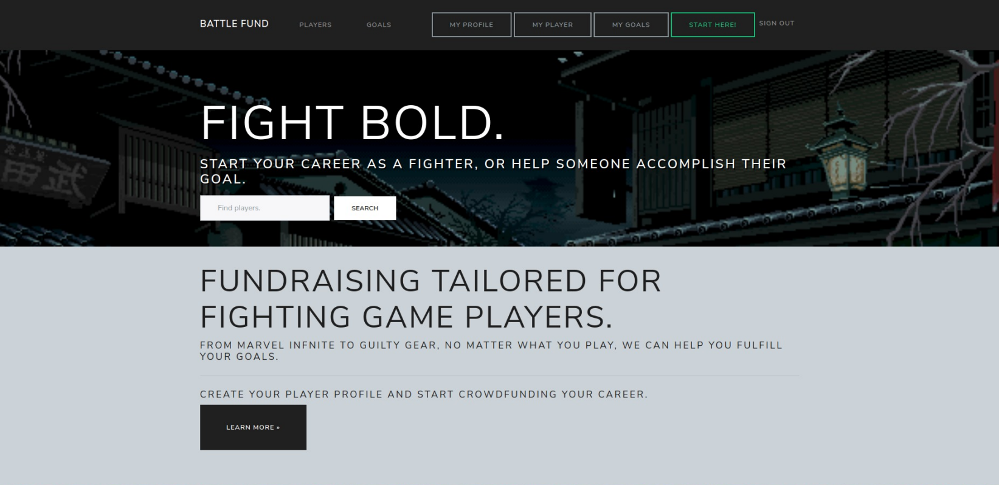 BATTLE FUND PLAYERS GOALS MY PROFILE MY PLAYER MY GOALS START HERE! SIGN OUT
FIGHT BOLD.
START YOUR CAREER AS A FIGHTER, OR HELP SOMEONE ACCOMPLISH THEIR
GOAL.
Find players. SEARCH
武
田
FUNDRAISING TAILORED FOR
FIGHTING GAME PLAYERS.
FROM MARVEL INFNITE TO GUILTY GEAR, NO MATTER WHAT YOU PLAY, WE CAN HELP YOU FULFILL
YOUR GOALS.
CREATE YOUR PLAYER PROFILE AND START CROWDFUNDING YOUR CAREER.
LEARN MORE »